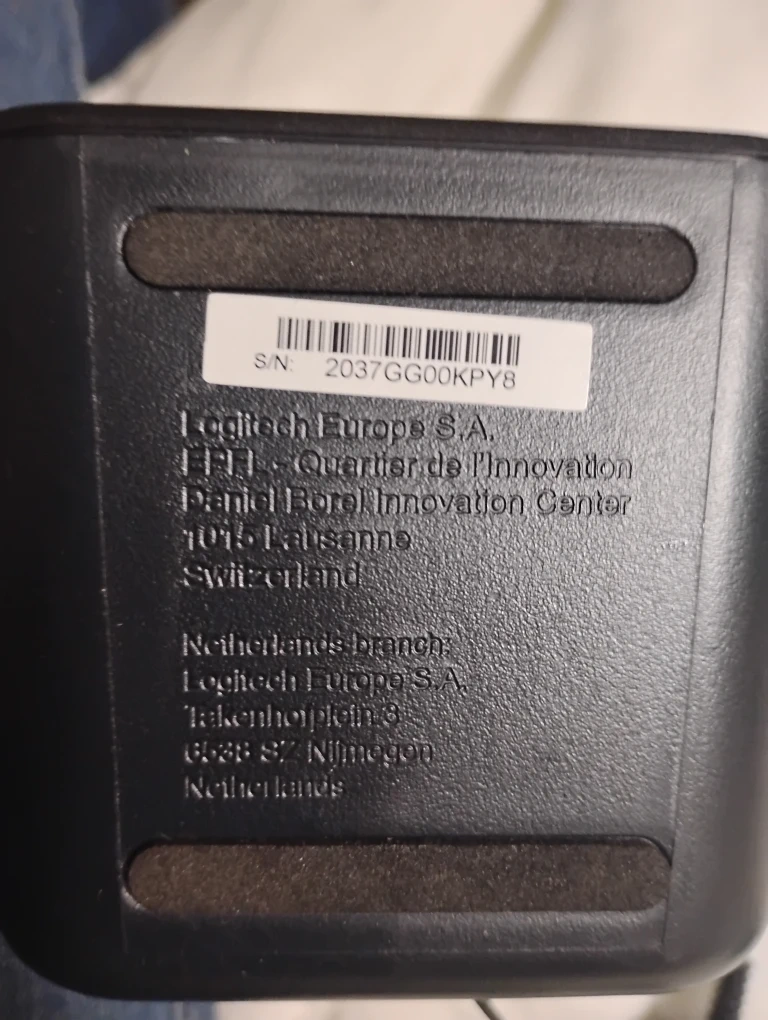 S/N: 2037GG00KPY8
Logitech Europe S.A.
EPFL - Quartier de l'Innovation
Daniel Borel Innovation Center
1015 Lausanne
Switzerland
Netherlands branch:
Logitech Europe S.A.
Takenhofplein 3
6538 SZ Nijmegen
Netherlands